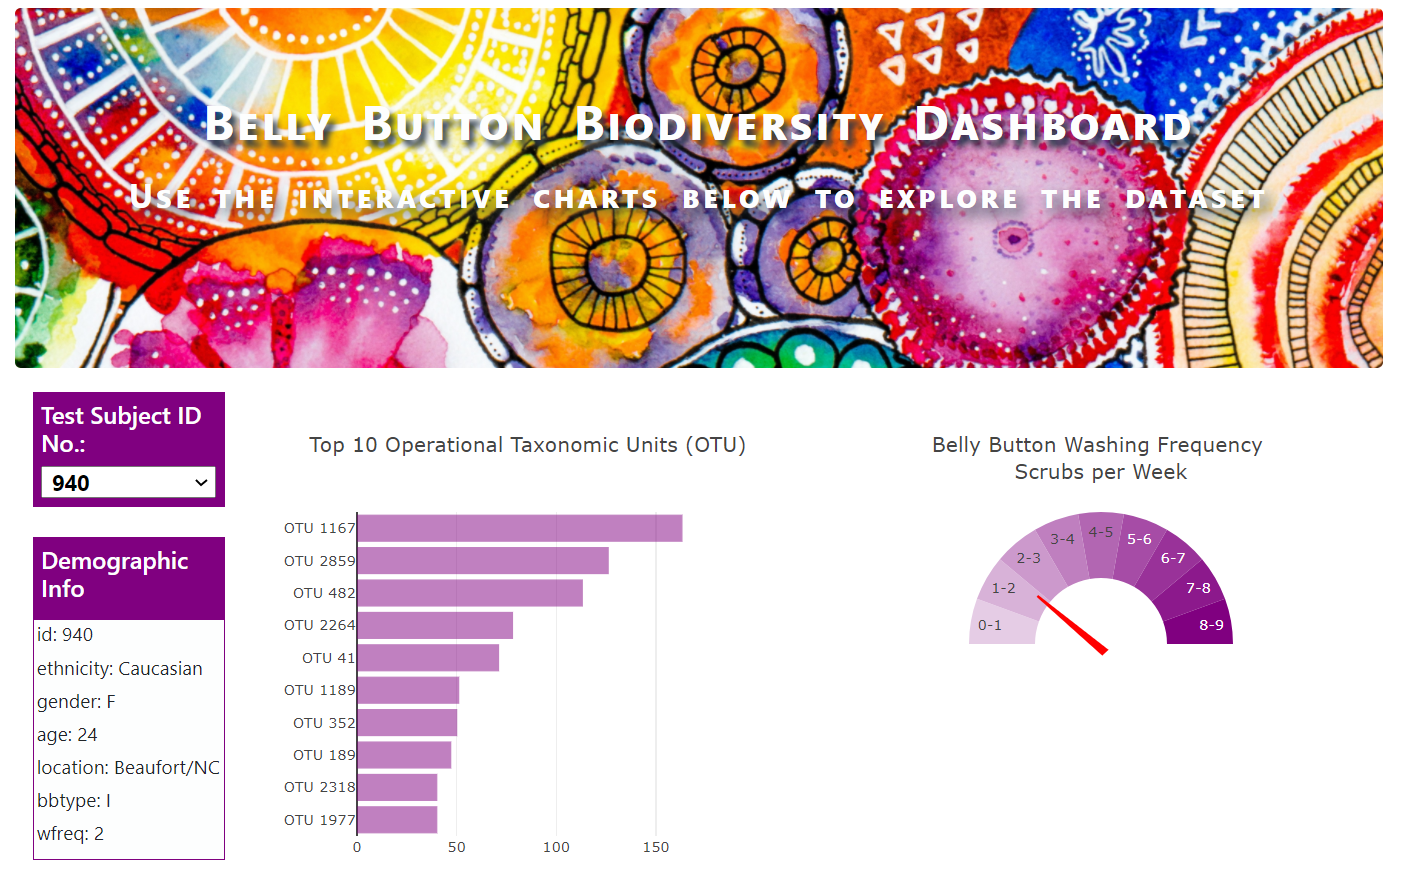 Belly Button Biodiversity Dashboard
Use the interactive charts below to explore the dataset
Test Subject ID
No.:
940
Demographic
Info
id: 940
ethnicity: Caucasian
gender: F
age: 24
location: Beaufort/NC
bbtype: I
wfreq: 2
Top 10 Operational Taxonomic Units (OTU)
OTU 1167
OTU 2859
OTU 482
OTU 2264
OTU 41
OTU 1189
OTU 352
OTU 189
OTU 2318
OTU 1977
0 50 100 150
Belly Button Washing Frequency
Scrubs per Week
0-1
1-2
2-3
3-4
4-5
5-6
6-7
7-8
8-9